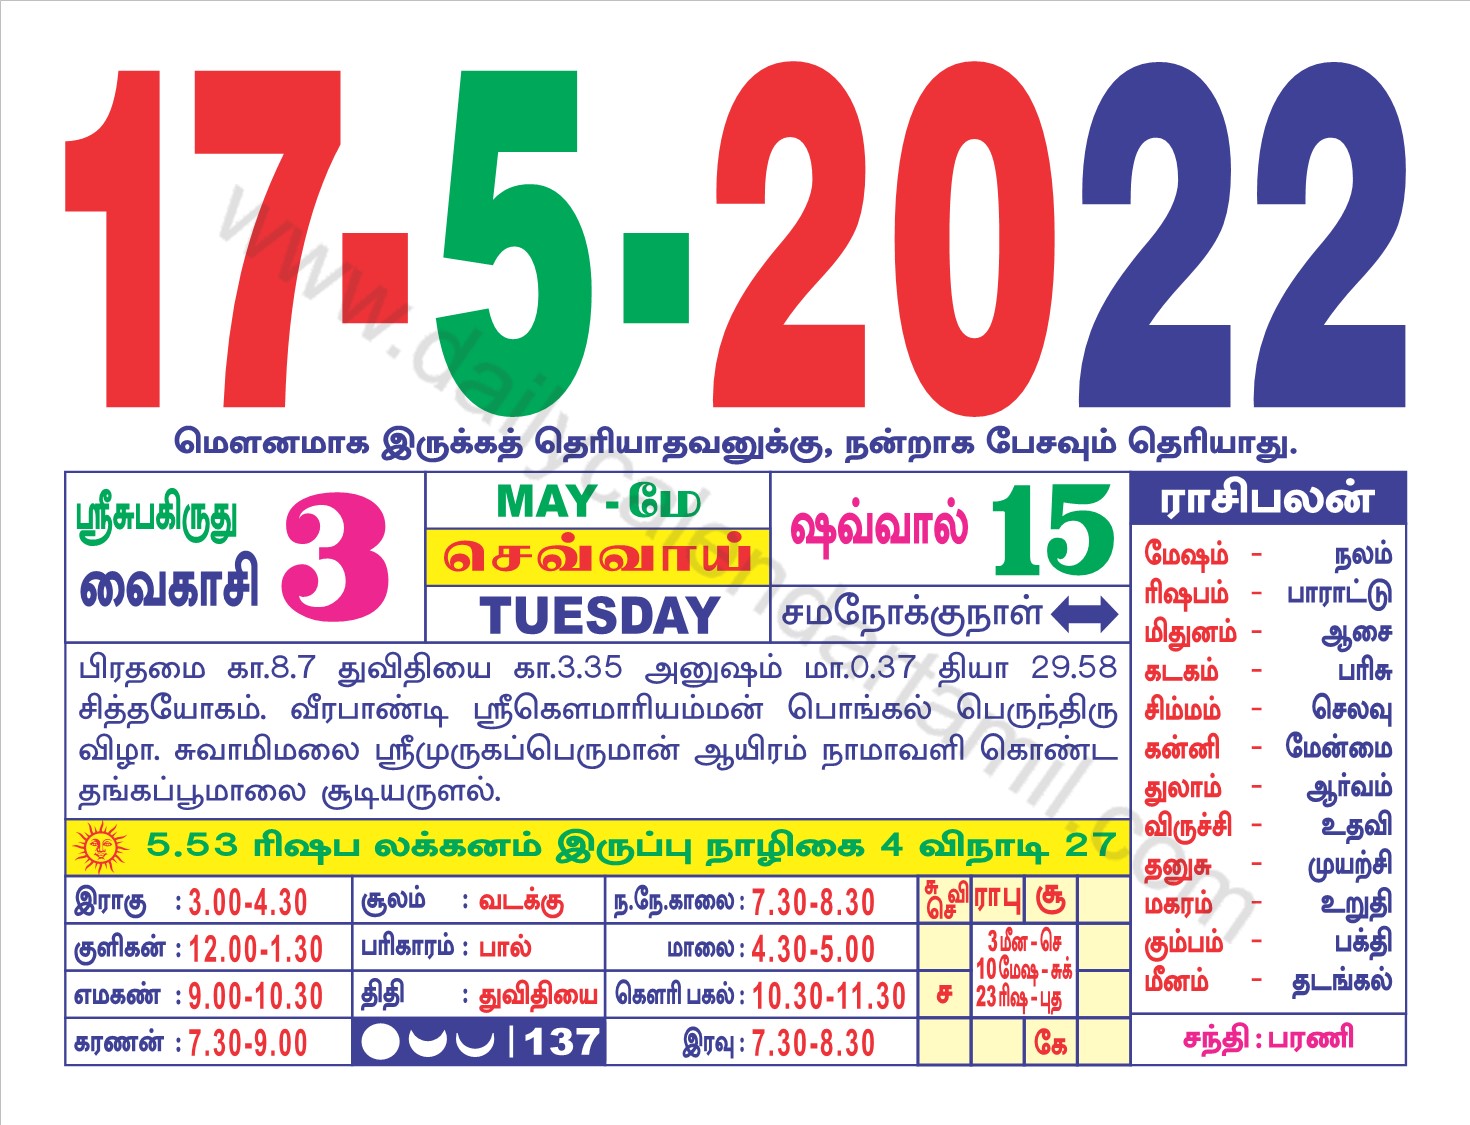 17-5-2022
மௌனமாக இருக்கத் தெரியாதவனுக்கு, நன்றாக பேசவும் தெரியாது.
ஸ்ரீசுபகிருது
வைகாசி 3
MAY - மே
செவ்வாய்
TUESDAY
ஷவ்வால் 15
சமநோக்குநாள்
பிரதமை கா.8.7 துவிதியை கா.3.35 அனுஷம் மா.0.37 தியா 29.58
சித்தயோகம். வீரபாண்டி ஸ்ரீகௌமாரியம்மன் பொங்கல் பெருந்திரு
விழா. சுவாமிமலை ஸ்ரீமுருகப்பெருமான் ஆயிரம் நாமாவளி கொண்ட
தங்கப்பூமாலை சூடியருளல்.
5.53 ரிஷப லக்கனம் இருப்பு நாழிகை 4 விநாடி 27
இராகு : 3.00-4.30
குளிகன் : 12.00-1.30
எமகண் : 9.00-10.30
கரணன் : 7.30-9.00
சூலம் : வடக்கு
பரிகாரம் : பால்
திதி : துவிதியை
| 137
ந.நே.காலை : 7.30-8.30
மாலை : 4.30-5.00
கௌரி பகல் : 10.30-11.30
இரவு : 7.30-8.30
சு வி செ
ராபு
சூ
3 மீன - செ
10 மேஷ - சுக்
23 ரிஷ - புத
ச
கே
ராசிபலன்
மேஷம் - நலம்
ரிஷபம் - பாராட்டு
மிதுனம் - ஆசை
கடகம் - பரிசு
சிம்மம் - செலவு
கன்னி - மேன்மை
துலாம் - ஆர்வம்
விருச்சி - உதவி
தனுசு - முயற்சி
மகரம் - உறுதி
கும்பம் - பக்தி
மீனம் - தடங்கல்
சந்தி : பரணி
www.dailycalendartamil.com